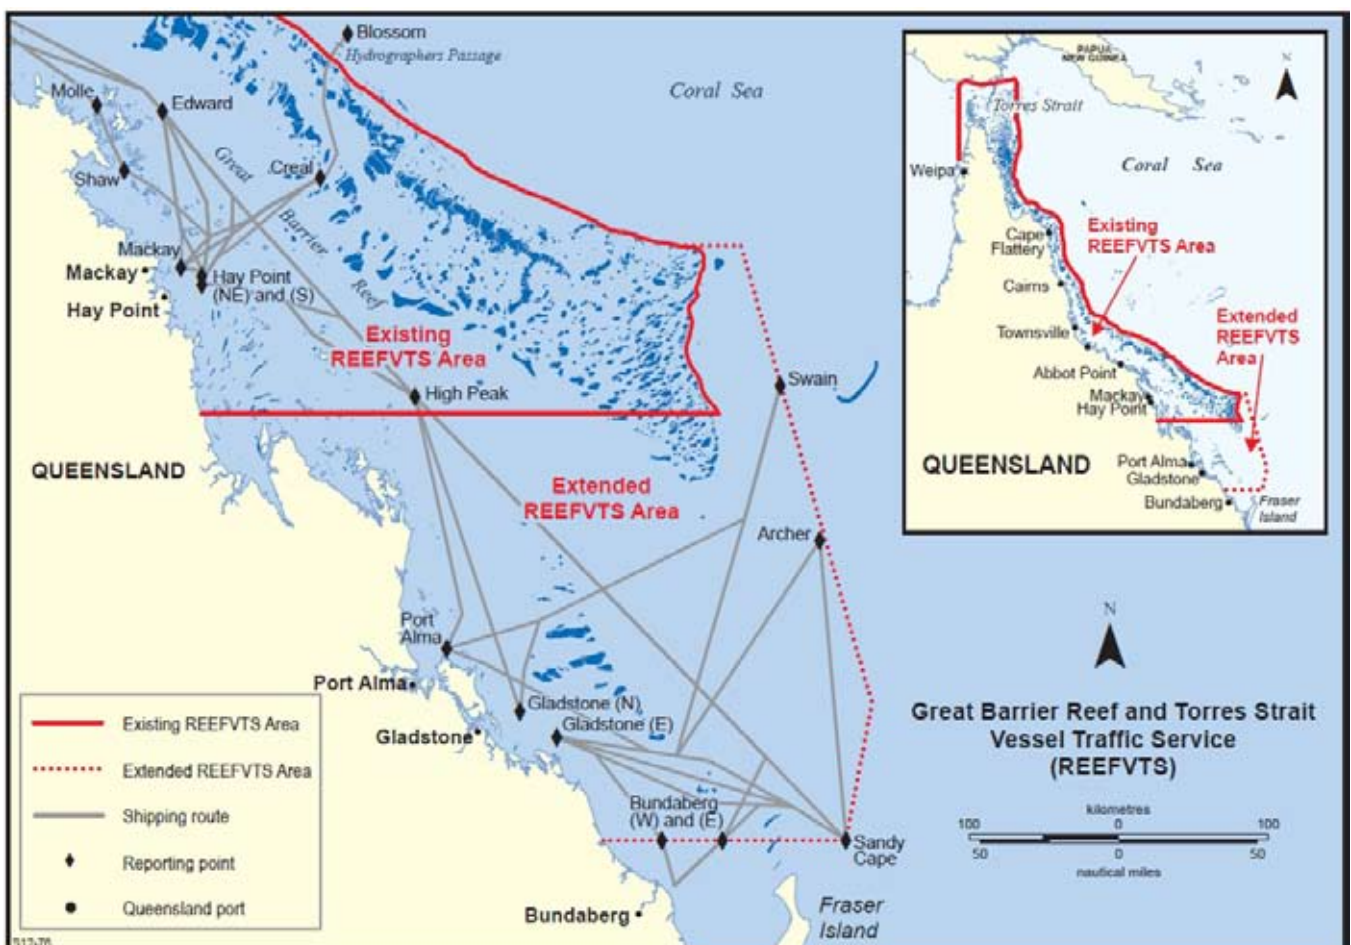 Blossom
Hydrographers Passage
Coral Sea
Molle
Edward
Great
Barrier
Reef
Creal
Shaw
Mackay
Mackay
Hay Point
(NE) and (S)
Hay Point
Existing
REEFVTS Area
High Peak
Swain
QUEENSLAND
Extended
REEFVTS Area
Archer
Port
Alma
Port Alma
Gladstone (N)
Gladstone (E)
Gladstone
Bundaberg
(W) and (E)
Sandy
Cape
Bundaberg
Fraser
Island
Existing REEFVTS Area
Extended REEFVTS Area
Shipping route
Reporting point
Queensland port
S12-76
PAPUA
NEW GUINEA
N
Torres Strait
Coral Sea
Weipa
Existing
REEFVTS Area
Cape
Flattery
Cairns
Extended
REEFVTS
Area
Townsville
Abbot Point
Mackay
Hay Point
QUEENSLAND
Port Alma
Gladstone
Bundaberg
Fraser
Island
N
Great Barrier Reef and Torres Strait
Vessel Traffic Service
(REEFVTS)
kilometres
100 0 100
50 0 50
nautical miles